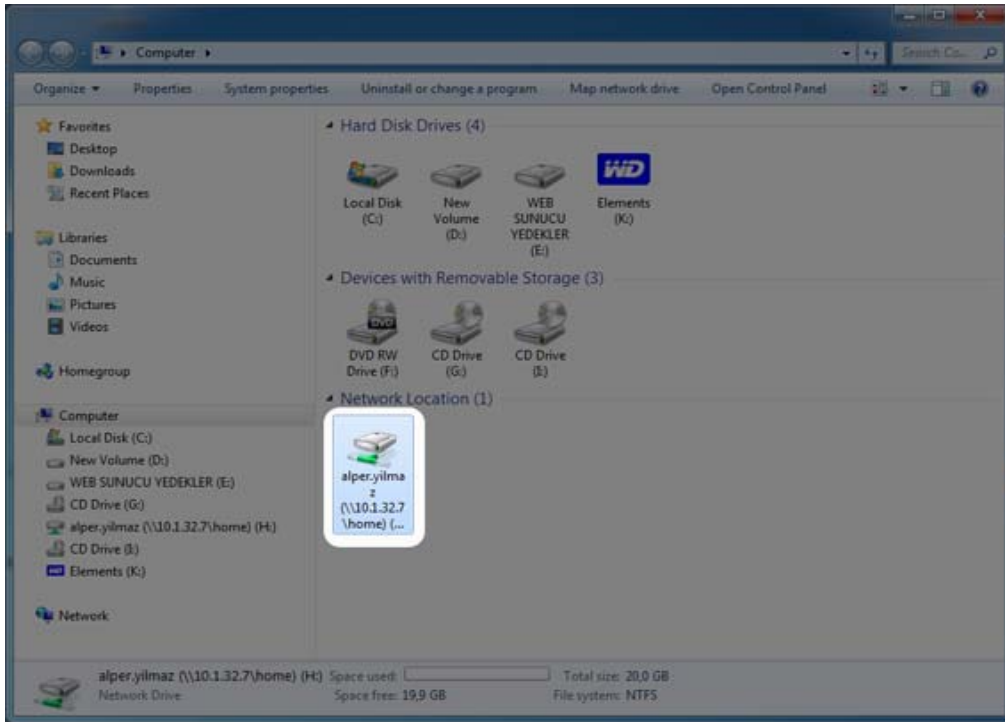 Computer
Search Co...
Organize Properties System properties Uninstall or change a program Map network drive Open Control Panel
Favorites
Desktop
Downloads
Recent Places
Libraries
Documents
Music
Pictures
Videos
Homegroup
Computer
Local Disk (C:)
New Volume (D:)
WEB SUNUCU YEDEKLER (E:)
CD Drive (G:)
alper.yilmaz (\\10.1.32.7\home) (H:)
CD Drive (I:)
Elements (K:)
Network
Hard Disk Drives (4)
Local Disk
(C:)
New
Volume
(D:)
WEB
SUNUCU
YEDEKLER
(E:)
WD
Elements
(K:)
Devices with Removable Storage (3)
DVD
DVD RW
Drive (F:)
CD Drive
(G:)
CD Drive
(I:)
Network Location (1)
alper.yilma
z
(\\10.1.32.7
\home) (...
alper.yilmaz (\\10.1.32.7\home) (H:) Space used: Total size: 20,0 GB
Network Drive Space free: 19,9 GB File system: NTFS